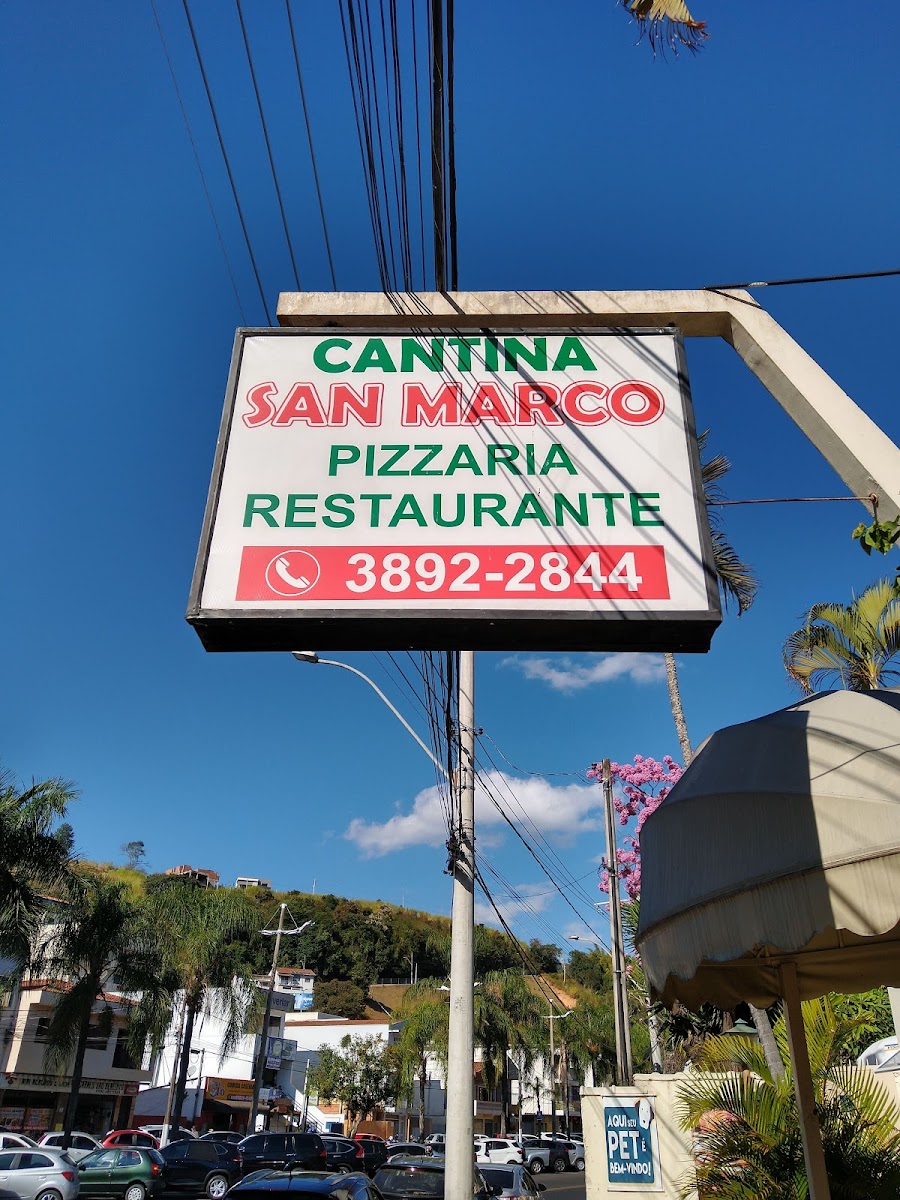 CANTINA
SAN MARCO
PIZZARIA
RESTAURANTE
3892-2844
AQUI SEU
PET É
BEM-VINDO!